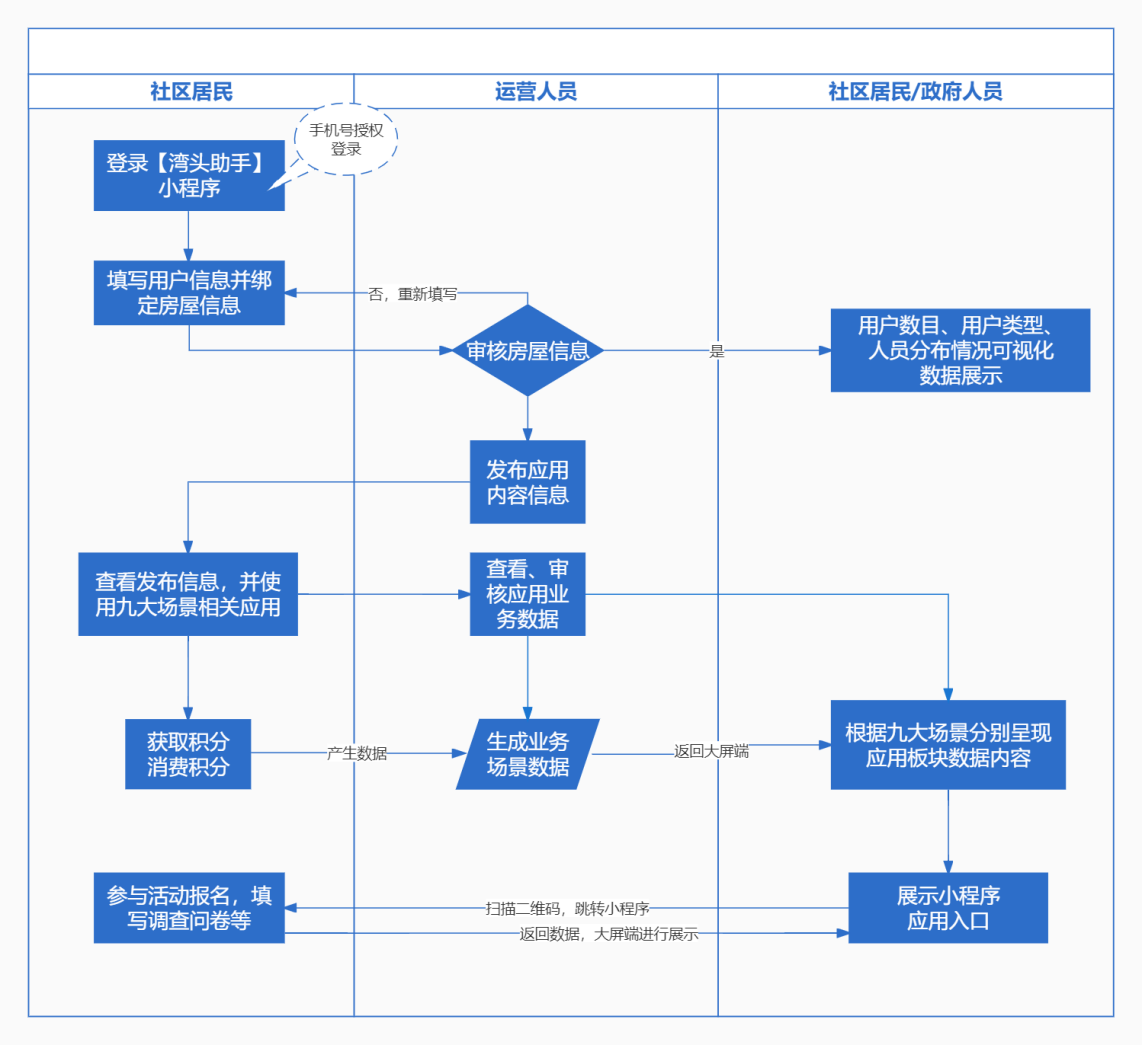 社区居民
运营人员
社区居民/政府人员
手机号授权
登录
登录【湾头助手】
小程序
填写用户信息并绑
定房屋信息
否，重新填写
审核房屋信息
是
用户数目、用户类型、
人员分布情况可视化
数据展示
发布应用
内容信息
查看发布信息，并使
用九大场景相关应用
查看、审
核应用业
务数据
获取积分
消费积分
产生数据
生成业务
场景数据
返回大屏端
根据九大场景分别呈现
应用板块数据内容
参与活动报名，填
写调查问卷等
扫描二维码，跳转小程序
返回数据，大屏端进行展示
展示小程序
应用入口